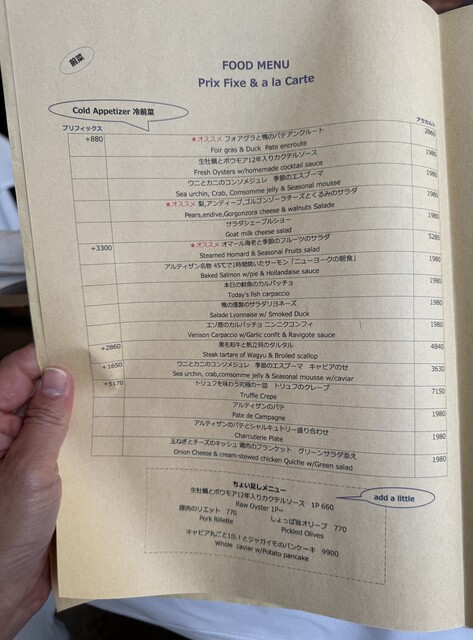 前菜
FOOD MENU
Prix Fixe & a la Carte
Cold Appetizer 冷前菜
プリフィックス
アラカルト
+880 ★オススメ フォアグラと鴨のパテアンクルート 2860
Foir gras & Duck Pate encroute
生牡蠣とボウモア12年入りカクテルソース 1980
Fresh Oysters w/homemade cocktail sauce
ウニとカニのコンソメジュレ 季節のエスプーマ 1980
Sea urchin, Crab, Comsomme jelly & Seasonal mousse
★オススメ 梨,アンディーブ,ゴルゴンゾーラチーズとくるみのサラダ 1980
Pears,endive,Gorgonzora cheese & walnuts Salade
サラダシェーブルショー 1980
Goat milk cheese salad
+3300 ★オススメ オマール海老と季節のフルーツのサラダ 5280
Steamed Homard & Seasonal Fruits salad
アルティザン名物 45℃で1時間焼いたサーモン「ニューヨークの朝食」 1980
Baked Salmon w/pie & Hollandaise sauce
本日の鮮魚のカルパッチョ 1980
Today's fish carpaccio
鴨の燻製のサラダリヨネーズ 1980
Salade Lyonnaise w/ Smoked Duck
エゾ鹿のカルパッチョ ニンニクコンフィ 1980
Venison Carpaccio w/Garlic confit & Ravigote sauce
+2860 黒毛和牛と帆立貝のタルタル 4840
Steak tartare of Wagyu & Broiled scallop
+1650 ウニとカニのコンソメジュレ 季節のエスプーマ キャビアのせ 3630
Sea urchin, crab,comsomme jelly & Seasonal mousse w/caviar
+5170 トリュフを味わう究極の一皿 トリュフのクレープ 7150
Truffle Crepe
アルティザンのパテ 1980
Pate de Campagne
アルティザンのパテとシャルキュトリー盛り合わせ 1980
Charcuterie Plate
玉ねぎとチーズのキッシュ 鶏肉のブランケット グリーンサラダ添え 1980
Onion Cheese & cream-stewed chicken Quiche w/Green salad
ちょい足しメニュー
add a little
生牡蠣とボウモア12年入りカクテルソース 1P 660
Raw Oyster 1P~
豚肉のリエット 770 しょっぱ旨オリーブ 770
Pork Rillette Pickled Olives
キャビア丸ごと10g!とジャガイモのパンケーキ 9900
Whole caviar w/Potato pancake